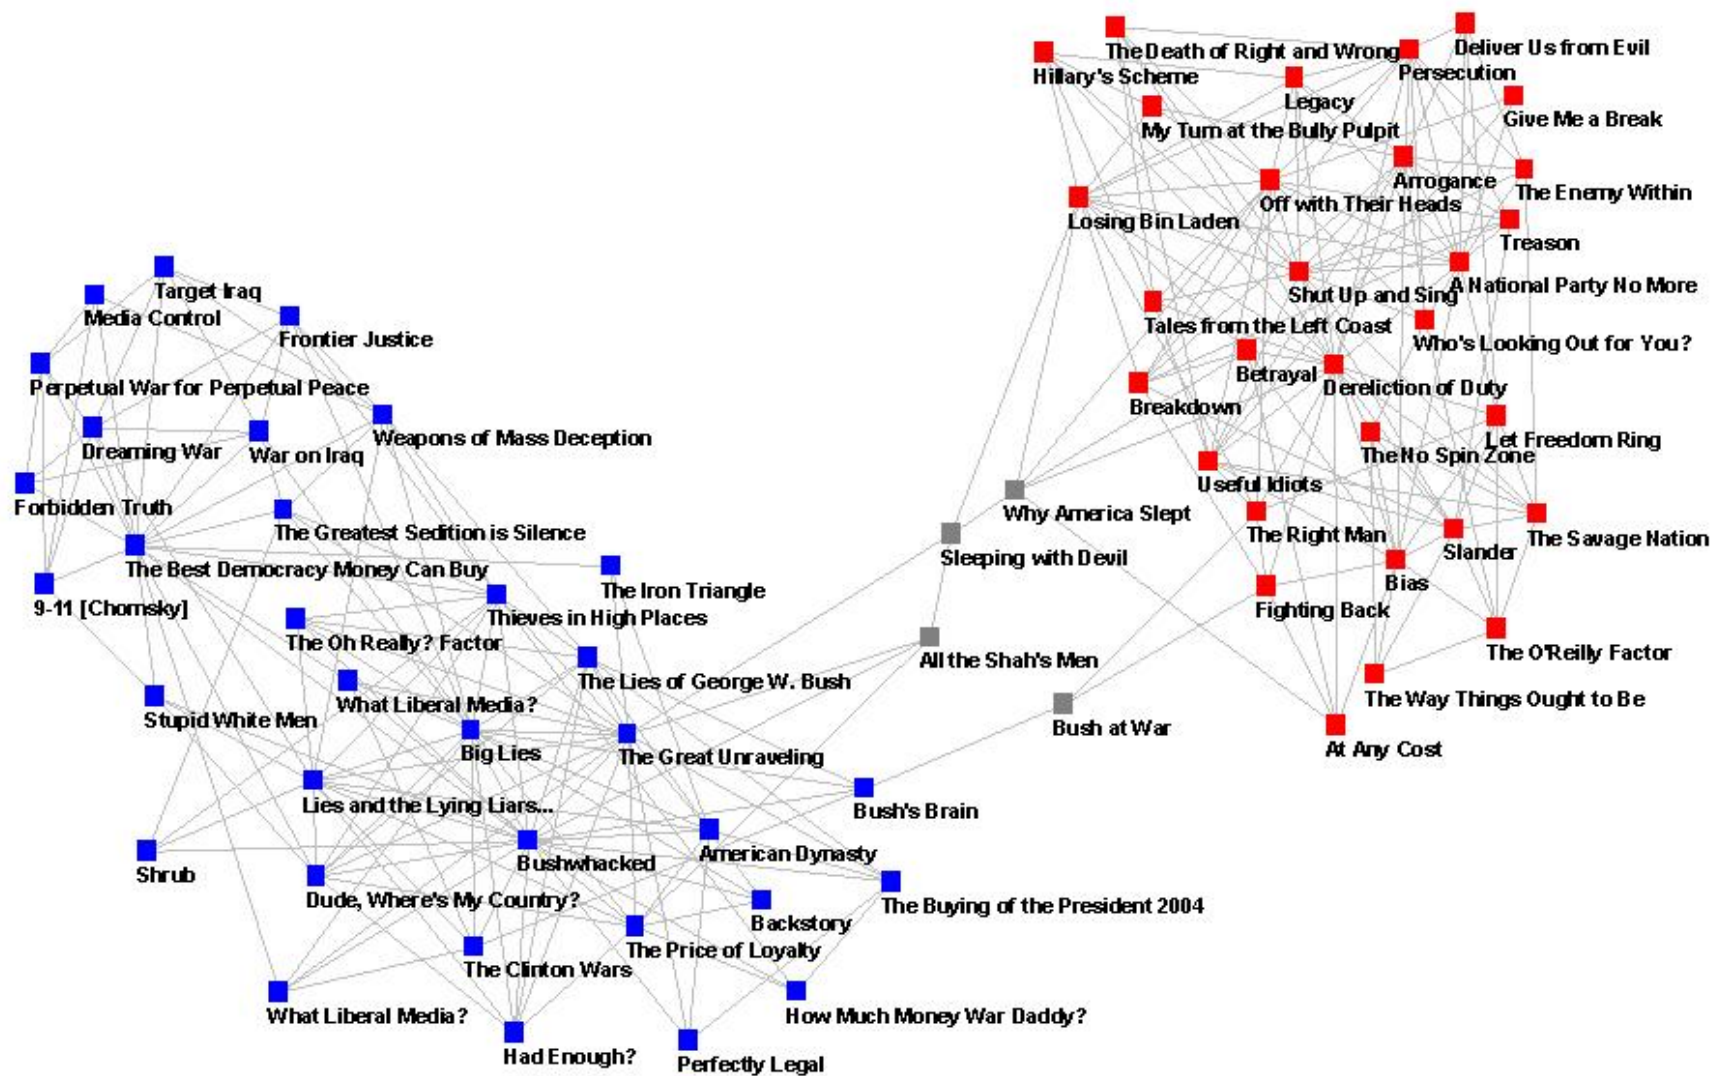 The Death of Right and Wrong
Deliver Us from Evil
Hillary's Scheme
Persecution
Legacy
Give Me a Break
My Turn at the Bully Pulpit
Arrogance
The Enemy Within
Off with Their Heads
Losing Bin Laden
Treason
A National Party No More
Shut Up and Sing
Target Iraq
Media Control
Tales from the Left Coast
Frontier Justice
Who's Looking Out for You?
Betrayal
Perpetual War for Perpetual Peace
Dereliction of Duty
Breakdown
Weapons of Mass Deception
Let Freedom Ring
Dreaming War
War on Iraq
The No Spin Zone
Useful Idiots
Forbidden Truth
Why America Slept
The Greatest Sedition is Silence
The Right Man
The Savage Nation
Slander
Sleeping with Devil
The Best Democracy Money Can Buy
Bias
The Iron Triangle
9-11 [Chomsky]
Fighting Back
Thieves in High Places
The Oh Really? Factor
The O'Reilly Factor
All the Shah's Men
The Lies of George W. Bush
The Way Things Ought to Be
What Liberal Media?
Stupid White Men
Bush at War
At Any Cost
Big Lies
The Great Unraveling
Lies and the Lying Liars...
Bush's Brain
American Dynasty
Bushwhacked
Shrub
Dude, Where's My Country?
The Buying of the President 2004
Backstory
The Price of Loyalty
The Clinton Wars
What Liberal Media?
How Much Money War Daddy?
Had Enough?
Perfectly Legal